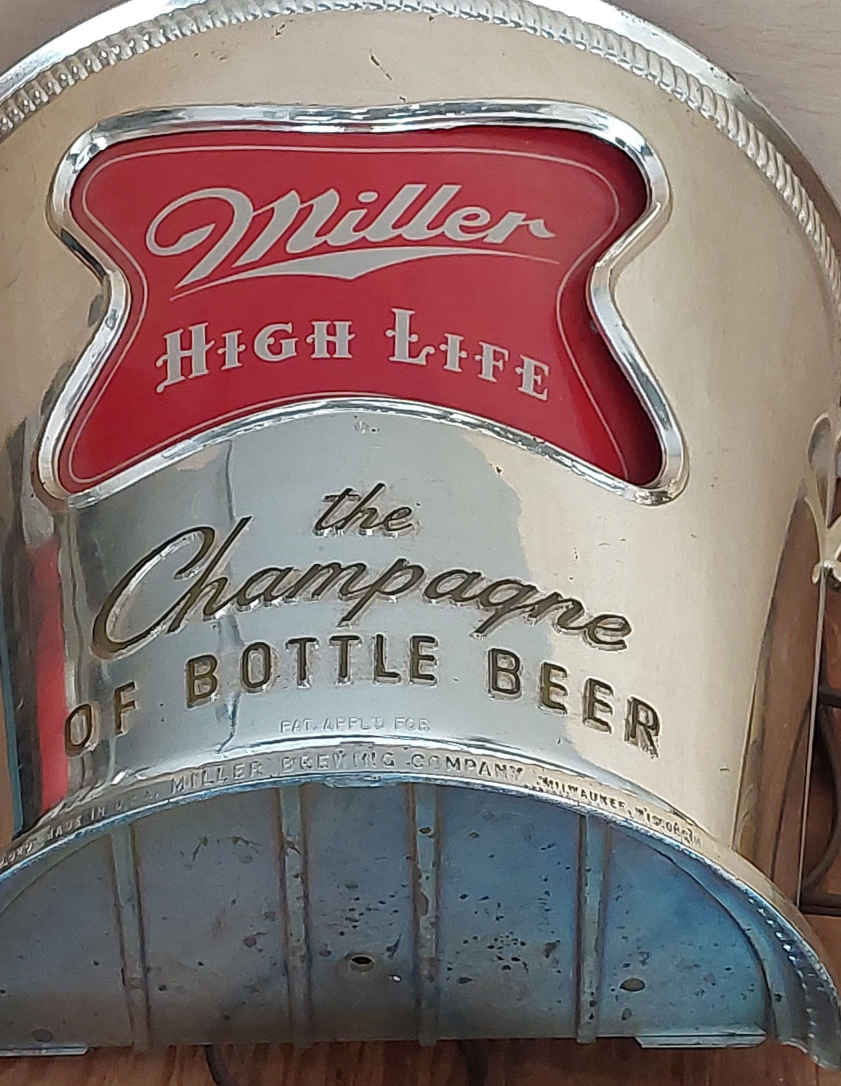 Miller
HIGH LIFE
the
Champagne
OF BOTTLE BEER
PAT. APPL'D FOR
MADE IN U.S.A. MILLER BREWING COMPANY, MILWAUKEE, WISCONSIN